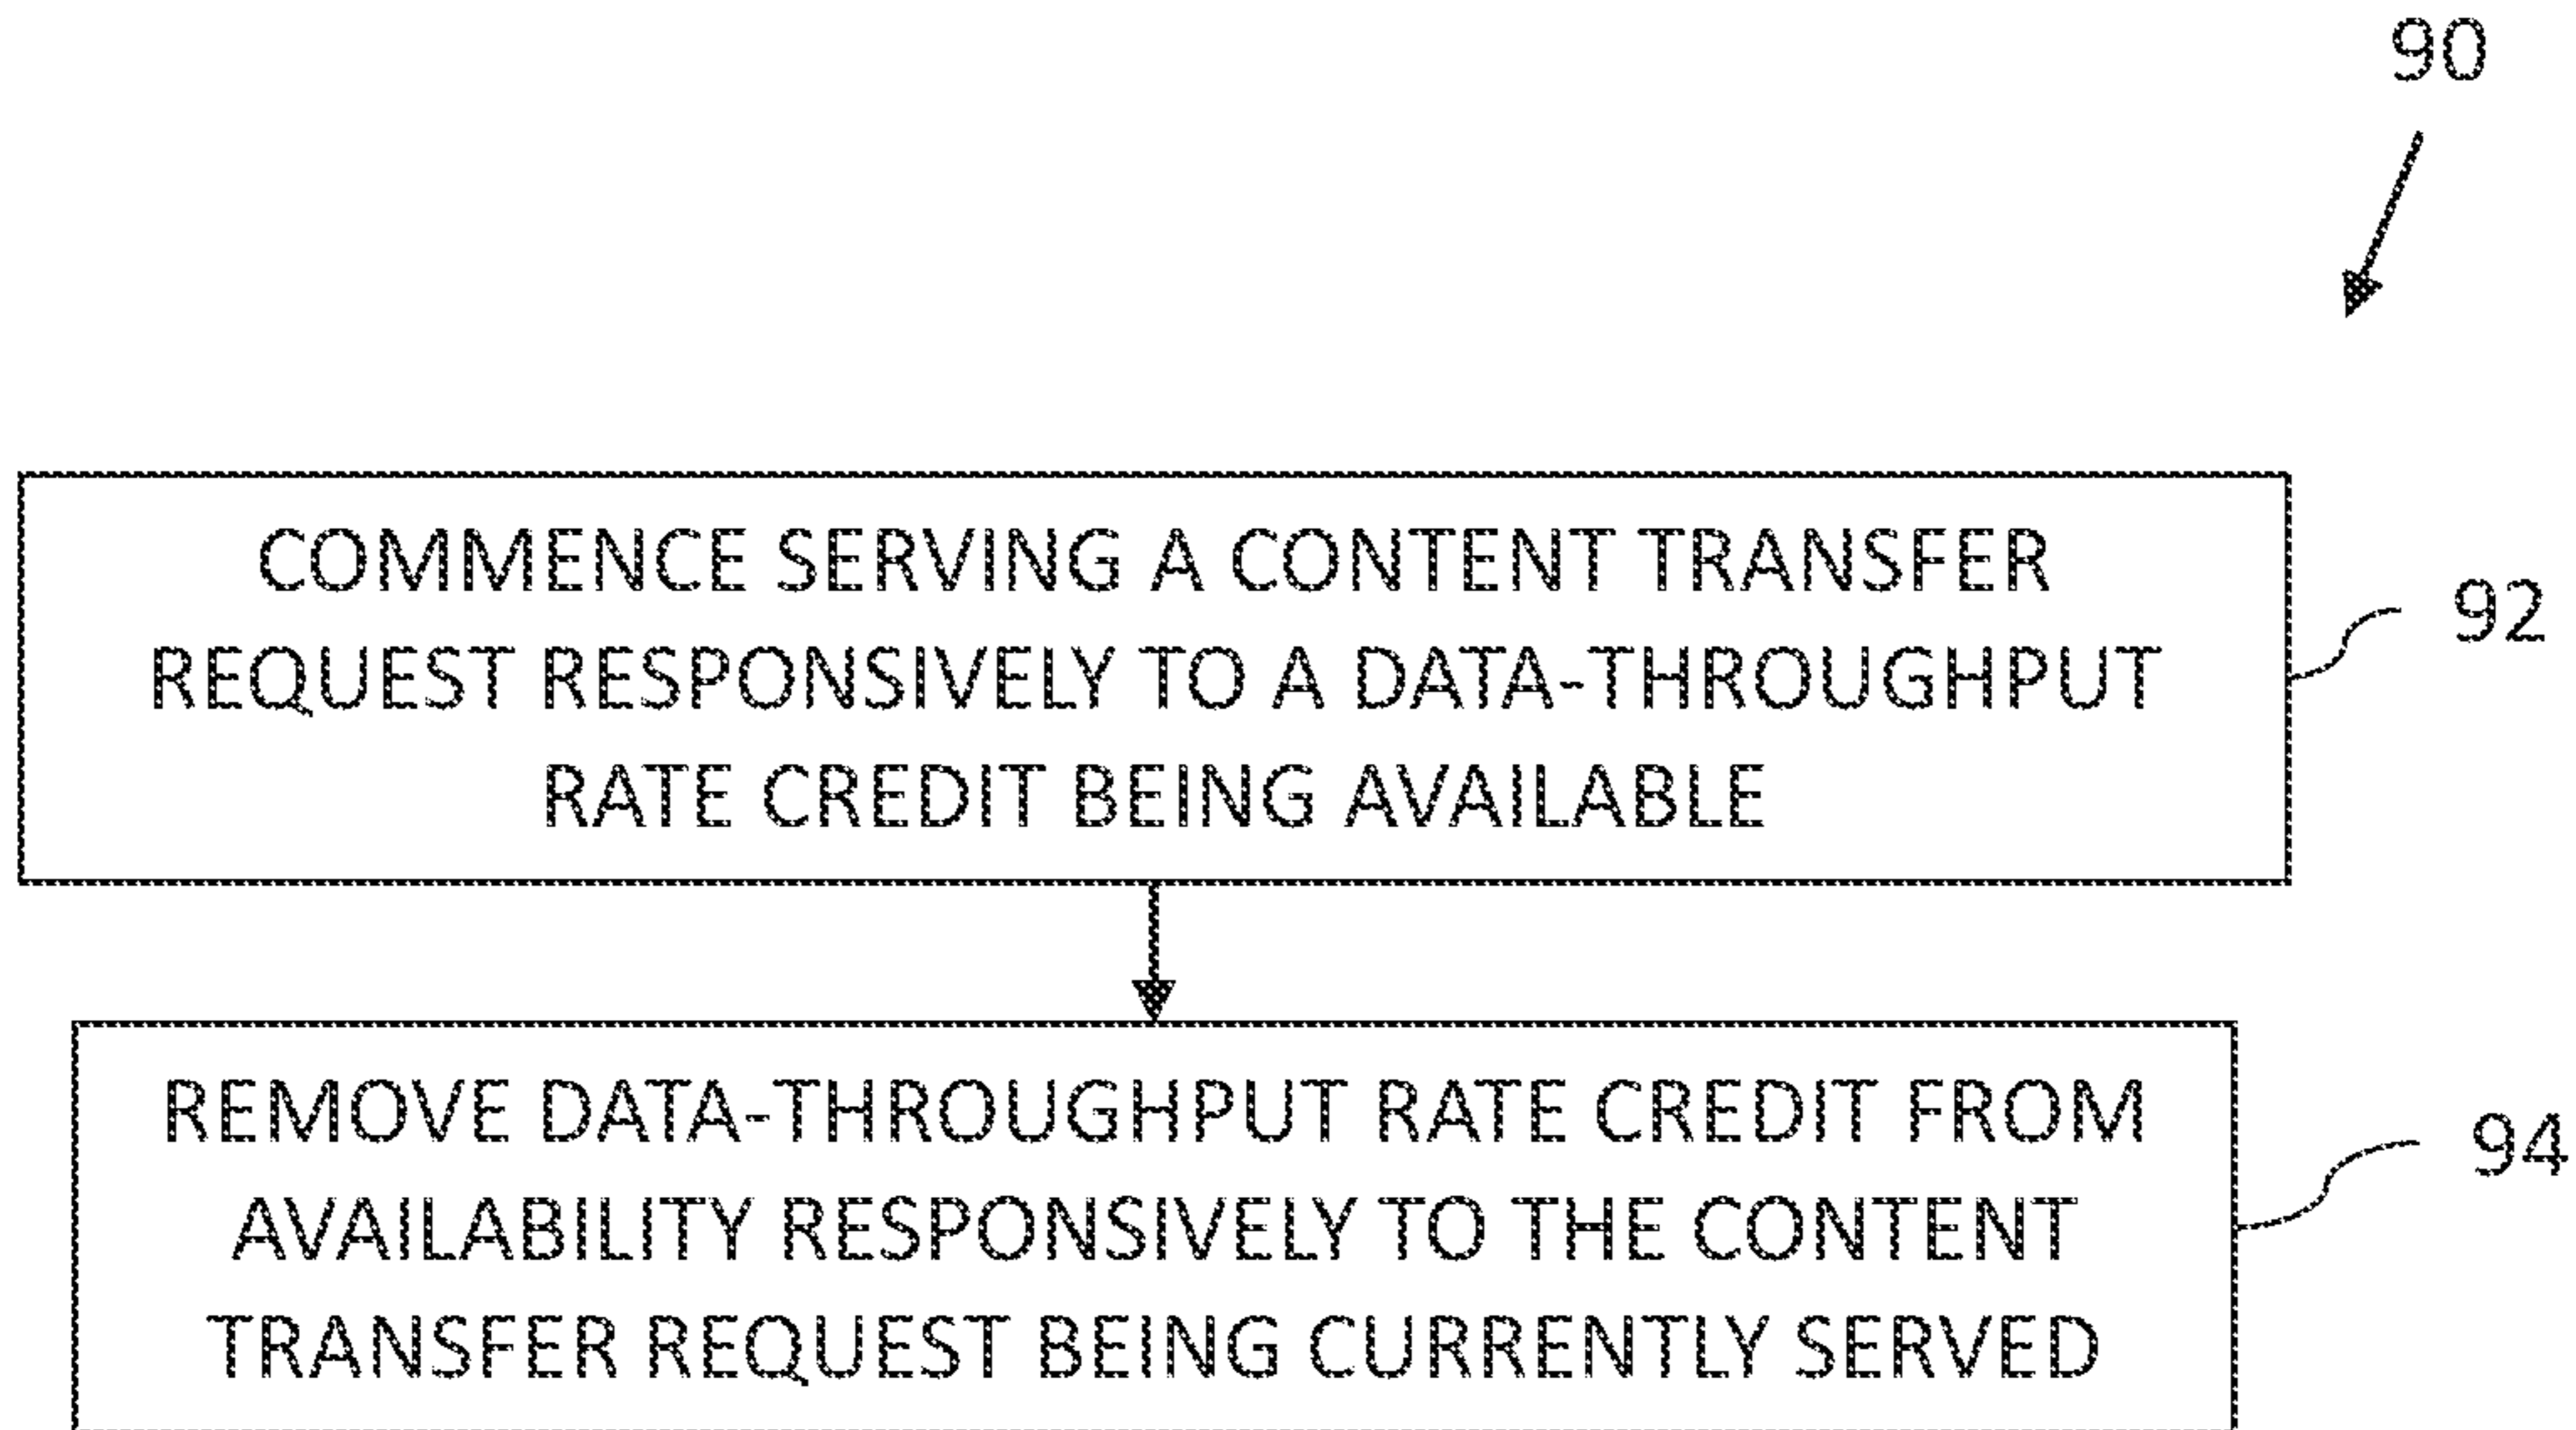 90
COMMENCE SERVING A CONTENT TRANSFER
REQUEST RESPONSIVELY TO A DATA-THROUGHPUT
RATE CREDIT BEING AVAILABLE
92
REMOVE DATA-THROUGHPUT RATE CREDIT FROM
AVAILABILITY RESPONSIVELY TO THE CONTENT
TRANSFER REQUEST BEING CURRENTLY SERVED
94